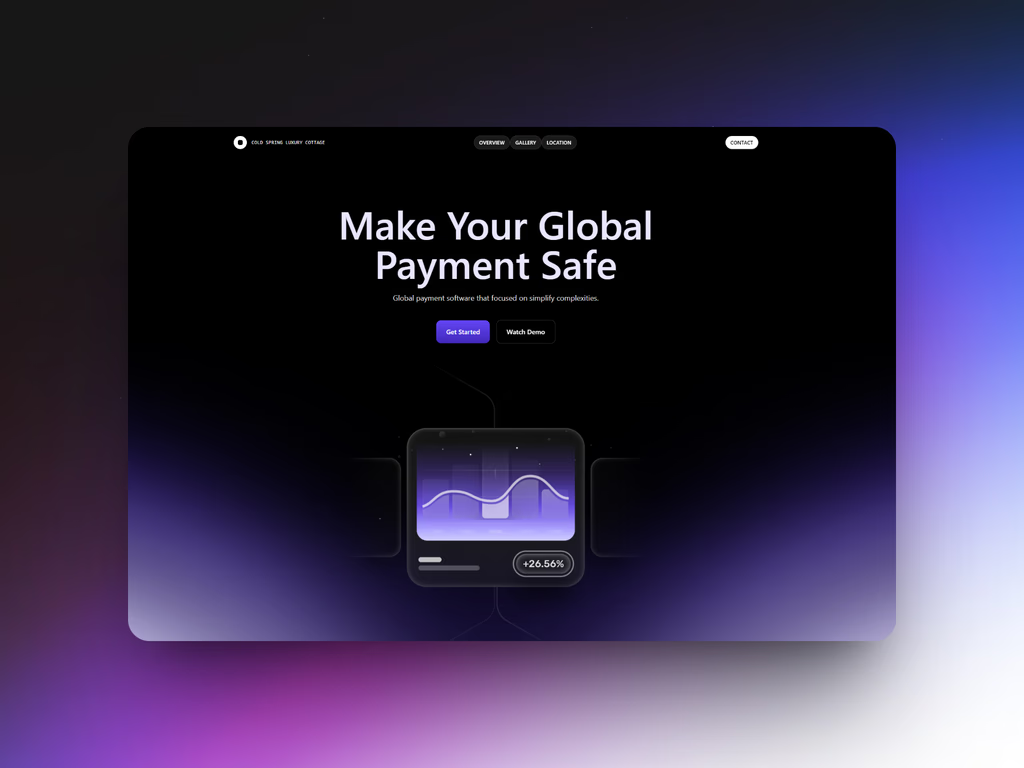 COLD SPRING LUXURY COTTAGE
OVERVIEW GALLERY LOCATION
CONTACT
Make Your Global
Payment Safe
Global payment software that focused on simplify complexities.
Get Started
Watch Demo
+26.56%